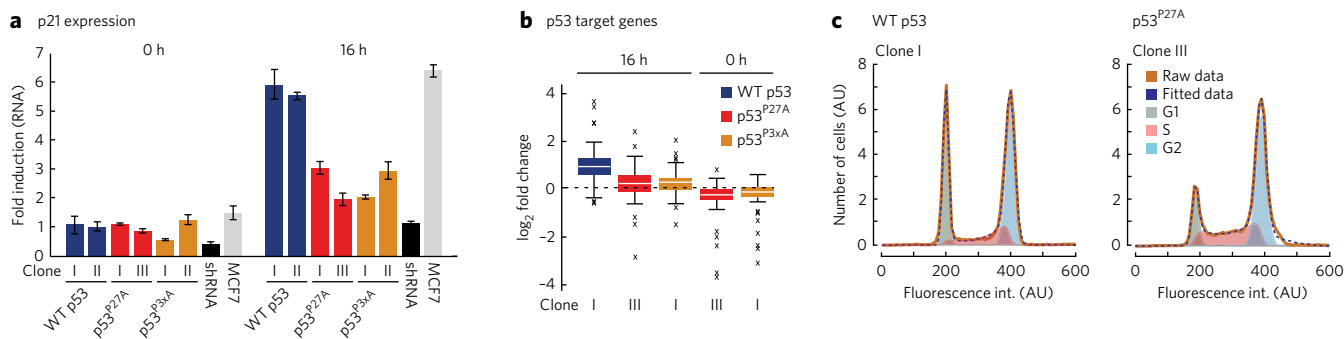 a p21 expression
0 h 16 h
Fold induction (RNA)
7
6
5
4
3
2
1
0
Clone I II I III I II shRNA MCF7 I II I III I II shRNA MCF7
WT p53 p53P27A p53P3xA WT p53 p53P27A p53P3xA
b p53 target genes
16 h 0 h
log2 fold change
4
2
0
−2
−4
WT p53
p53P27A
p53P3xA
Clone I III I III I
c WT p53 p53P27A
Clone I Clone III
Number of cells (AU)
Raw data
Fitted data
G1
S
G2
8
6
4
2
0
8
6
4
2
0
0 200 400 600 0 200 400 600
Fluorescence int. (AU) Fluorescence int. (AU)